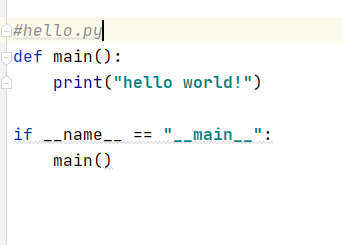 #hello.py
def main():
    print("hello world!")

if __name__ == "__main__":
    main()